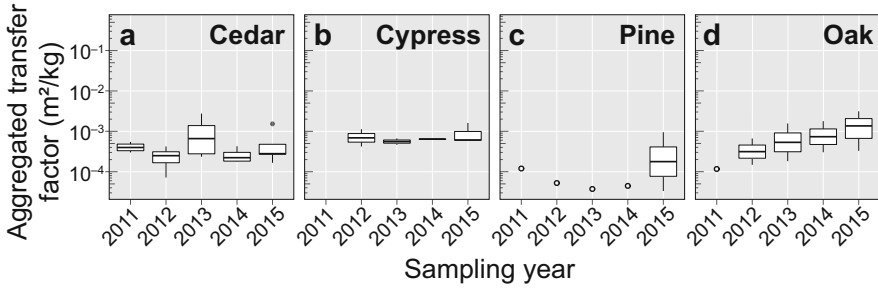 a Cedar
b Cypress
c Pine
d Oak
Aggregated transfer
factor (m²/kg)
10⁻¹
10⁻²
10⁻³
10⁻⁴
2011 2012 2013 2014 2015
2011 2012 2013 2014 2015
2011 2012 2013 2014 2015
2011 2012 2013 2014 2015
Sampling year